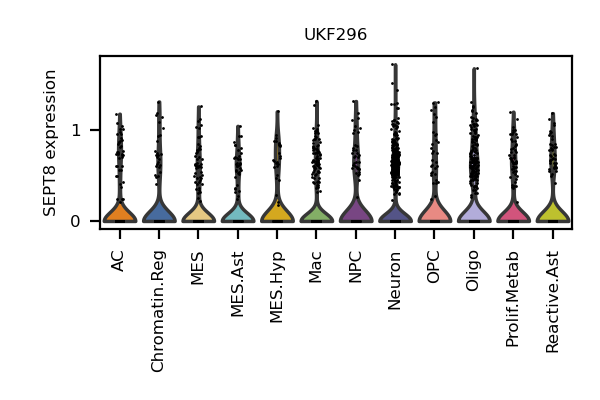 UKF296
SEPT8 expression
1
0
AC
Chromatin.Reg
MES
MES.Ast
MES.Hyp
Mac
NPC
Neuron
OPC
Oligo
Prolif.Metab
Reactive.Ast